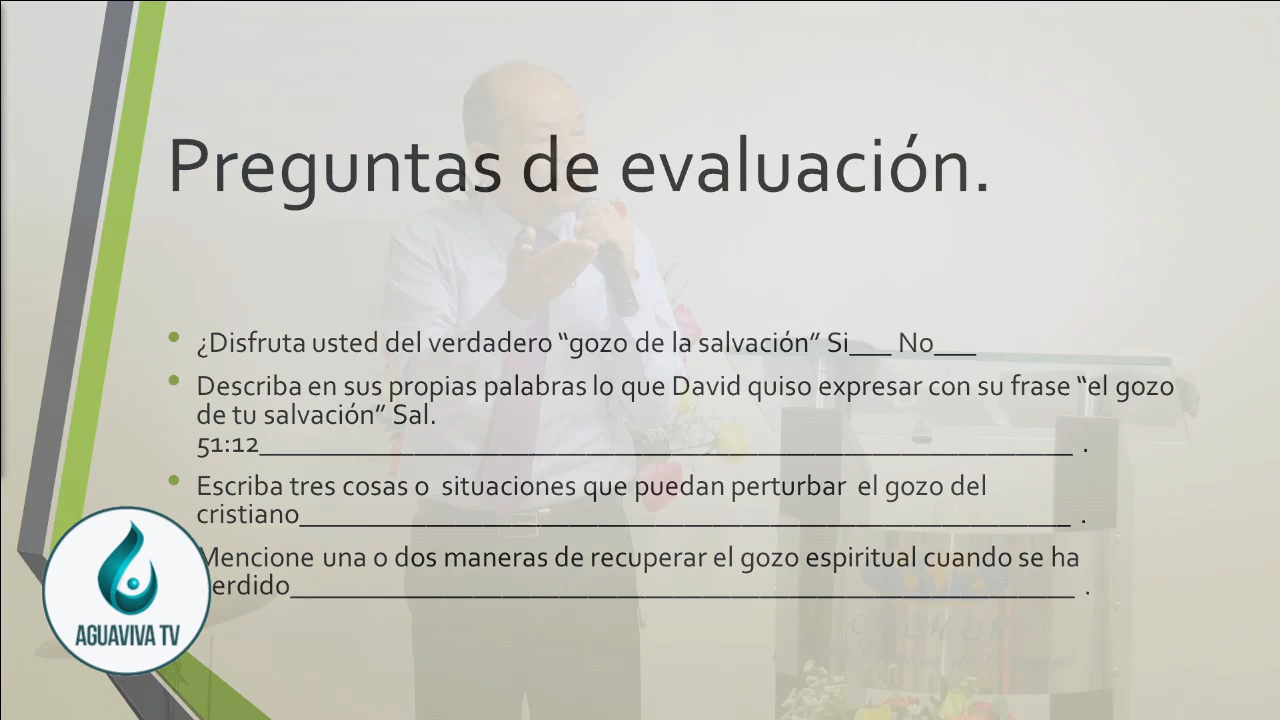 Preguntas de evaluación.
¿Disfruta usted del verdadero “gozo de la salvación” Si___ No___
Describa en sus propias palabras lo que David quiso expresar con su frase “el gozo
de tu salvación” Sal.
51:12__________________________________________________________ .
Escriba tres cosas o situaciones que puedan perturbar el gozo del
cristiano_______________________________________________________ .
Mencione una o dos maneras de recuperar el gozo espiritual cuando se ha
erdido________________________________________________________ .
AGUAVIVA TV